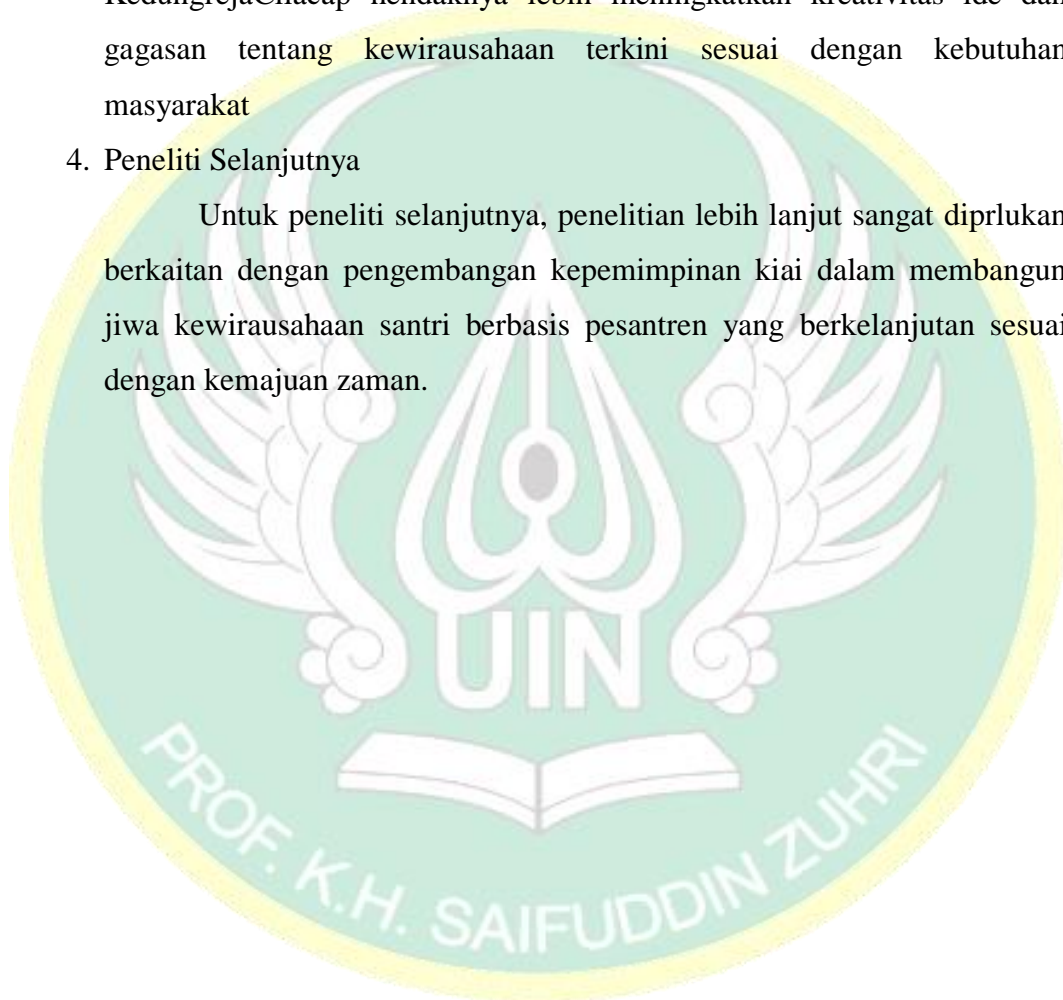 KedungrejaCilacap hendaknya lebih meningkatkan kreativitas ide dan
gagasan tentang kewirausahaan terkini sesuai dengan kebutuhan
masyarakat
4. Peneliti Selanjutnya
Untuk peneliti selanjutnya, penelitian lebih lanjut sangat diprlukan
berkaitan dengan pengembangan kepemimpinan kiai dalam membangun
jiwa kewirausahaan santri berbasis pesantren yang berkelanjutan sesuai
dengan kemajuan zaman.
UIN
PROF. K.H. SAIFUDDIN ZUHRI